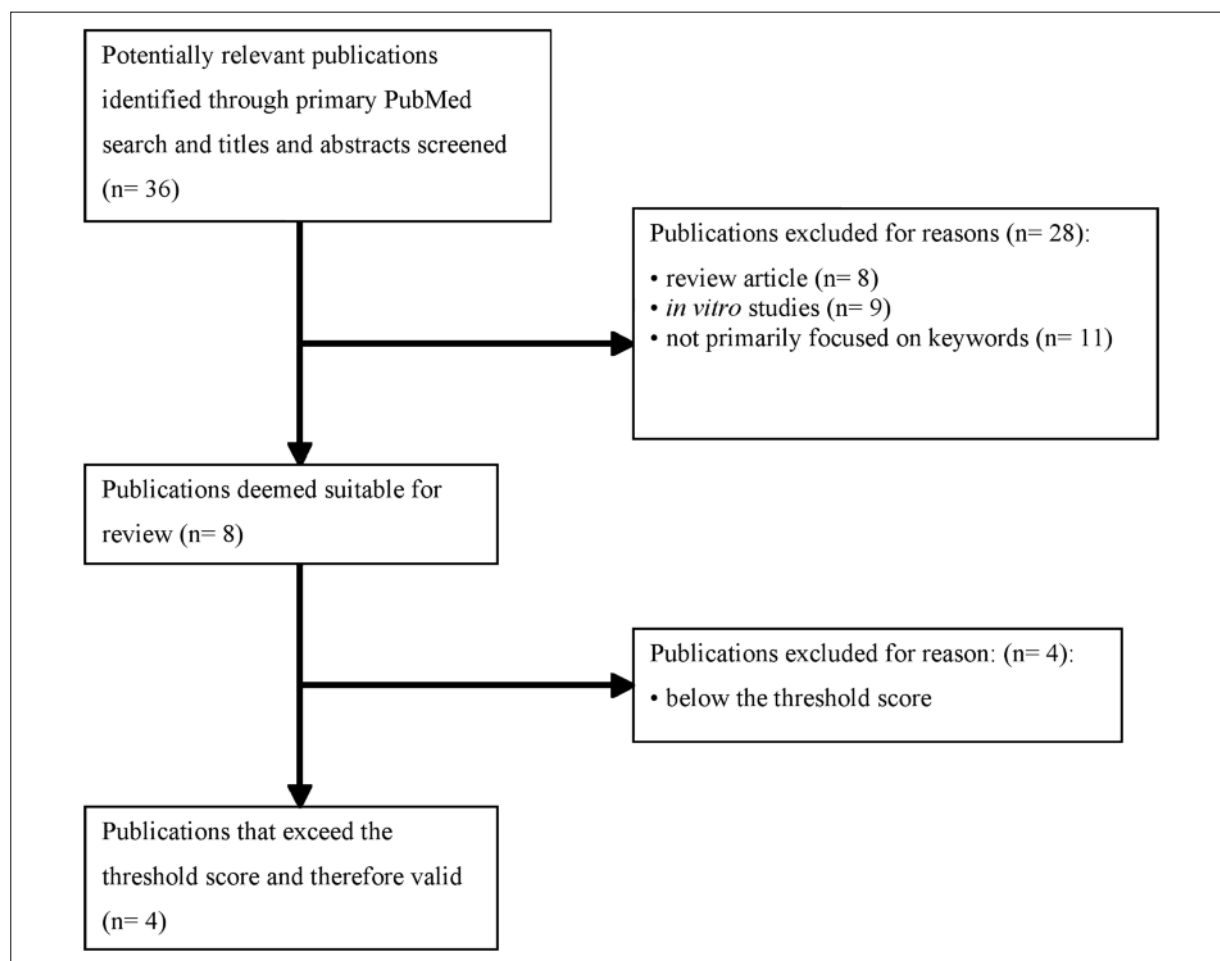 Potentially relevant publications
identified through primary PubMed
search and titles and abstracts screened
(n= 36)
Publications excluded for reasons (n= 28):
• review article (n= 8)
• in vitro studies (n= 9)
• not primarily focused on keywords (n= 11)
Publications deemed suitable for
review (n= 8)
Publications excluded for reason: (n= 4):
• below the threshold score
Publications that exceed the
threshold score and therefore valid
(n= 4)